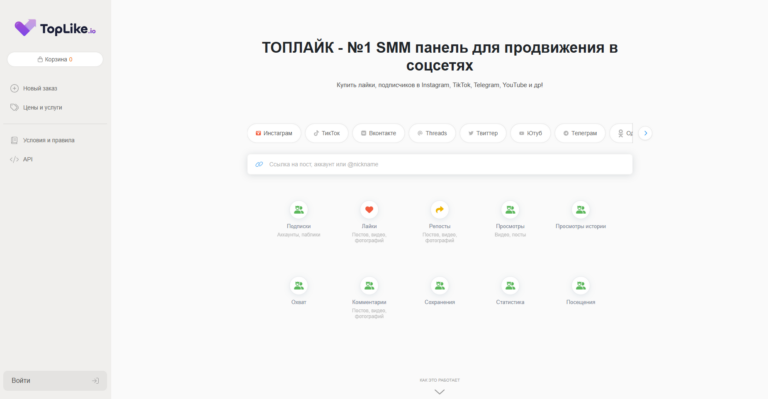 TopLike.io
Корзина 0
Новый заказ
Цены и услуги
Условия и правила
API
Войти
ТОПЛАЙК - №1 SMM панель для продвижения в
соцсетях
Купить лайки, подписчиков в Instagram, TikTok, Telegram, YouTube и др!
Инстаграм TikTok Вконтакте Threads Твиттер Ютуб Телеграм
Ссылка на пост, аккаунт или @nickname
Подписки Лайки Репосты Просмотры Просмотры истории
Аккаунты, паблики Постов, видео, Постов, видео, Видео, посты
фотографий фотографий
Охват Комментарии Сохранения Статистика Посещения
Постов, видео,
фотографий
КАК ЭТО РАБОТАЕТ